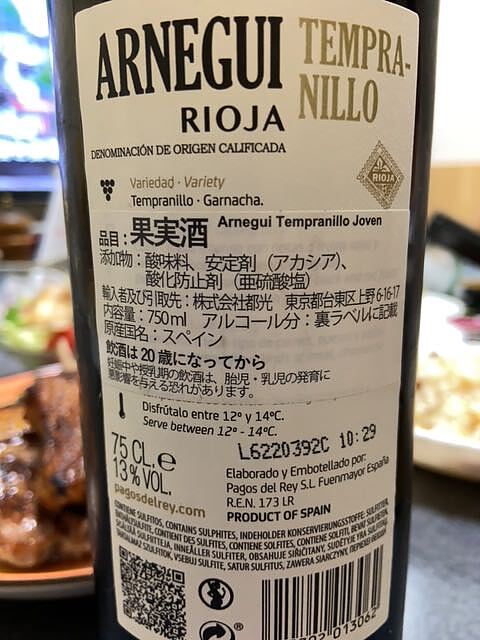 ARNEGUI TEMPRA-
NILLO
RIOJA
DENOMINACIÓN DE ORIGEN CALIFICADA
RIOJA
Variedad · Variety
Tempranillo · Garnacha.
品目：果実酒 Arnegui Tempranillo Joven
添加物：酸味料、安定剤（アカシア）、
酸化防止剤（亜硫酸塩）
輸入者及び引取先：株式会社都光 東京都台東区上野6-16-17
内容量：750ml アルコール分：裏ラベルに記載
原産国名：スペイン
飲酒は20歳になってから
妊娠中や授乳期の飲酒は、胎児・乳児の発育に
悪影響を与える恐れがあります。
Disfrútalo entre 12º y 14ºC.
Serve between 12º - 14ºC.
L6220392C 10:29
75 CL. e
13% VOL.
pagosdelrey.com
Elaborado y Embotellado por:
Pagos del Rey S.L Fuenmayor España
R.E.N. 173 LR
PRODUCT OF SPAIN
CONTIENE SULFITOS, CONTAINS SULPHITES, INDEHOLDER KONSERVIERUNGSSTOFFE: SULFITER,
013062